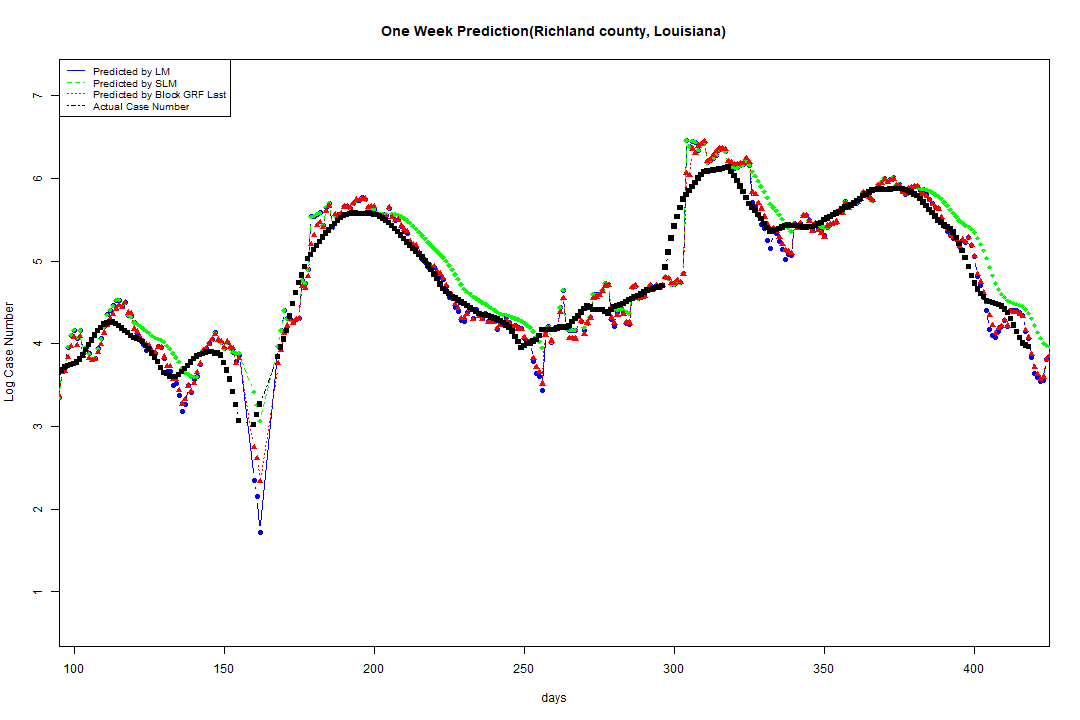 One Week Prediction(Richland county, Louisiana)
Predicted by LM
Predicted by SLM
Predicted by Block GRF Last
Actual Case Number
7
6
5
4
3
2
1
Log Case Number
100 150 200 250 300 350 400
days